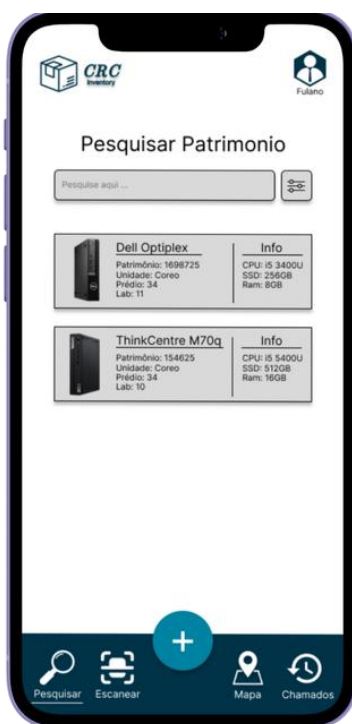 CRC
Inventory
Fulano
Pesquisar Patrimonio
Pesquise aqui ...
Dell Optiplex
Patrimônio: 1698725
Unidade: Coreo
Prédio: 34
Lab: 11
Info
CPU: i5 3400U
SSD: 256GB
Ram: 8GB
ThinkCentre M70q
Patrimônio: 154625
Unidade: Coreo
Prédio: 34
Lab: 10
Info
CPU: i5 5400U
SSD: 512GB
Ram: 16GB
+
Pesquisar
Escanear
Mapa
Chamados